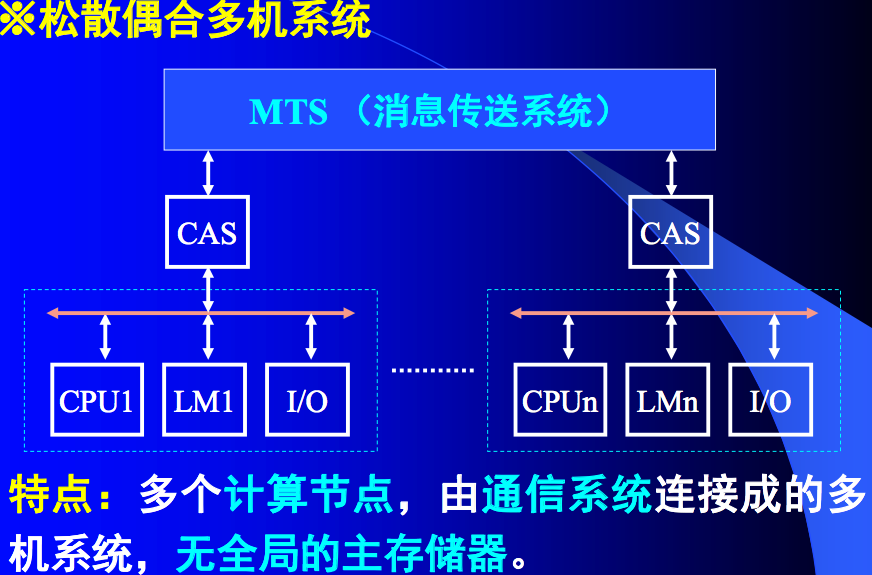 ※松散偶合多机系统
MTS （消息传送系统）
CAS CAS
CPU1 LM1 I/O ………… CPUn LMn I/O
特点：多个计算节点，由通信系统连接成的多
机系统，无全局的主存储器。